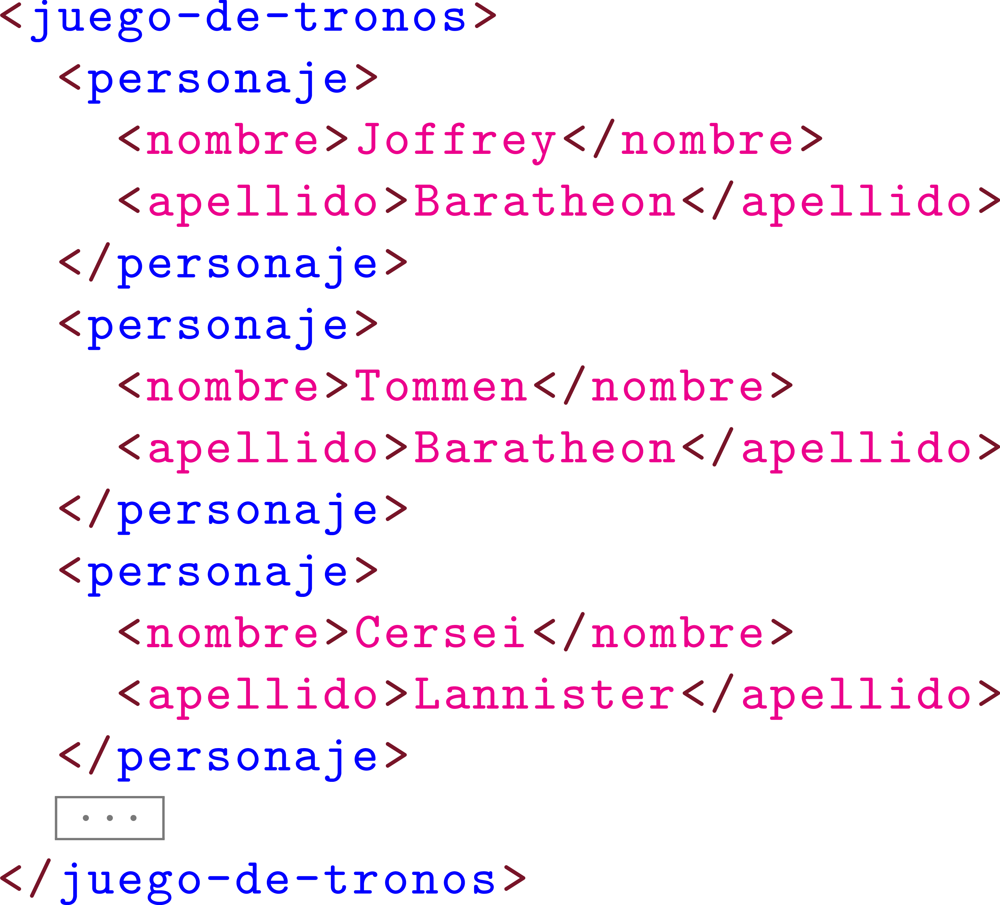 <juego-de-tronos>
<personaje>
<nombre>Joffrey</nombre>
<apellido>Baratheon</apellido>
</personaje>
<personaje>
<nombre>Tommen</nombre>
<apellido>Baratheon</apellido>
</personaje>
<personaje>
<nombre>Cersei</nombre>
<apellido>Lannister</apellido>
</personaje>
...
</juego-de-tronos>